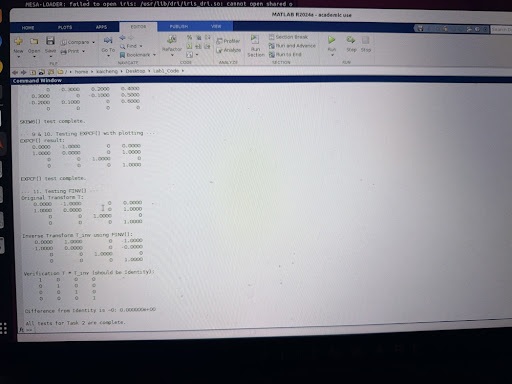 MESA-LOADER: failed to open iris: /usr/lib/dri/iris_dri.so: cannot open shared o
MATLAB R2024a - academic use
HOME PLOTS APPS EDITOR PUBLISH VIEW
New Open Save Compare Print Go To Find Bookmark Refactor Profiler Analyze Run Section Section Break Run and Advance Run to End Run Step Stop
FILE NAVIGATE CODE ANALYZE SECTION RUN
/ home bacheng Desktop Lab1_Code
Command Window
0 0.3000 0.2000 0.4000
0.3000 0 -0.1000 0.5000
-0.2000 0.1000 0 0.6000
0 0 0 0
test complete.
9 & 10. Testing EXPCF() with plotting
EXPCF() result:
0.0000 -1.0000 0 0.0000
1.0000 0.0000 0 1.0000
0 0 1.0000 0
0 0 0 1.0000
EXPCF() test complete.
11. Testing FINV()
Original Transform T:
0.0000 -1.0000 0 0.0000
1.0000 0.0000 0 1.0000
0 0 1.0000 0
0 0 0 1.0000
Inverse Transform T_inv using FINV():
0.0000 1.0000 0 -1.0000
-1.0000 0.0000 0 -0.0000
0 0 1.0000 0
0 0 0 1.0000
Verification T * T_inv (should be identity):
1 0 0 0
0 1 0 0
0 0 1 0
0 0 0 1
Difference from identity is ~0: 0.000000e+00
All tests for Task 2 are complete.
>>